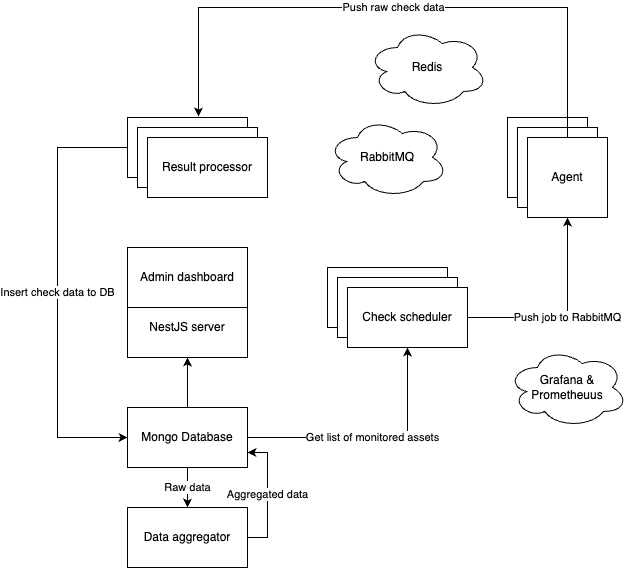 Push raw check data
Redis
RabbitMQ
Result processor
Agent
Admin dashboard
Insert check data to DB
NestJS server
Check scheduler
Push job to RabbitMQ
Grafana &
Prometheuus
Mongo Database
Get list of monitored assets
Raw data
Aggregated data
Data aggregator